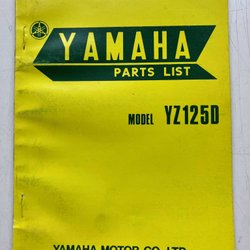 YAMAHA
PARTS LIST
MODEL YZ125D
YAMAHA MOTOR CO., LTD.